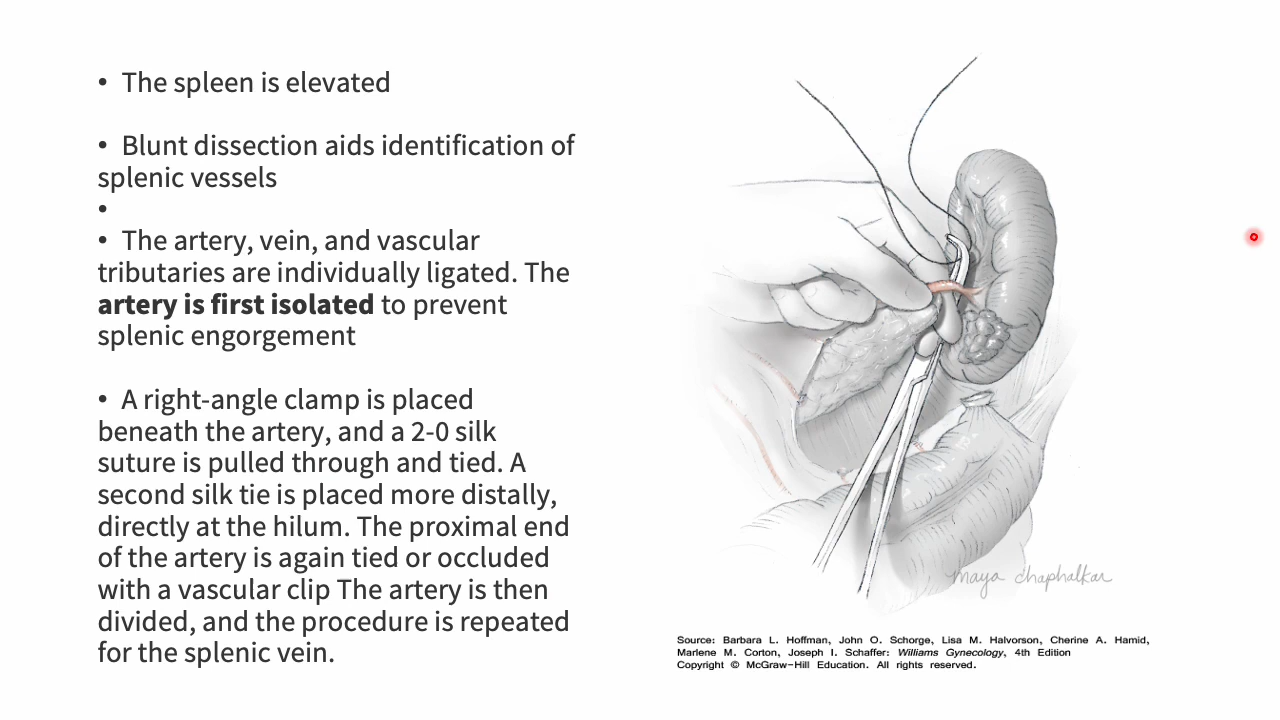 • The spleen is elevated
• Blunt dissection aids identification of
splenic vessels
•
• The artery, vein, and vascular
tributaries are individually ligated. The
artery is first isolated to prevent
splenic engorgement
• A right-angle clamp is placed
beneath the artery, and a 2-0 silk
suture is pulled through and tied. A
second silk tie is placed more distally,
directly at the hilum. The proximal end
of the artery is again tied or occluded
with a vascular clip The artery is then
divided, and the procedure is repeated
for the splenic vein.
maya chaphalkar
Source: Barbara L. Hoffman, John O. Schorge, Lisa M. Halvorson, Cherine A. Hamid,
Marlene M. Corton, Joseph I. Schaffer: Williams Gynecology, 4th Edition
Copyright © McGraw-Hill Education. All rights reserved.